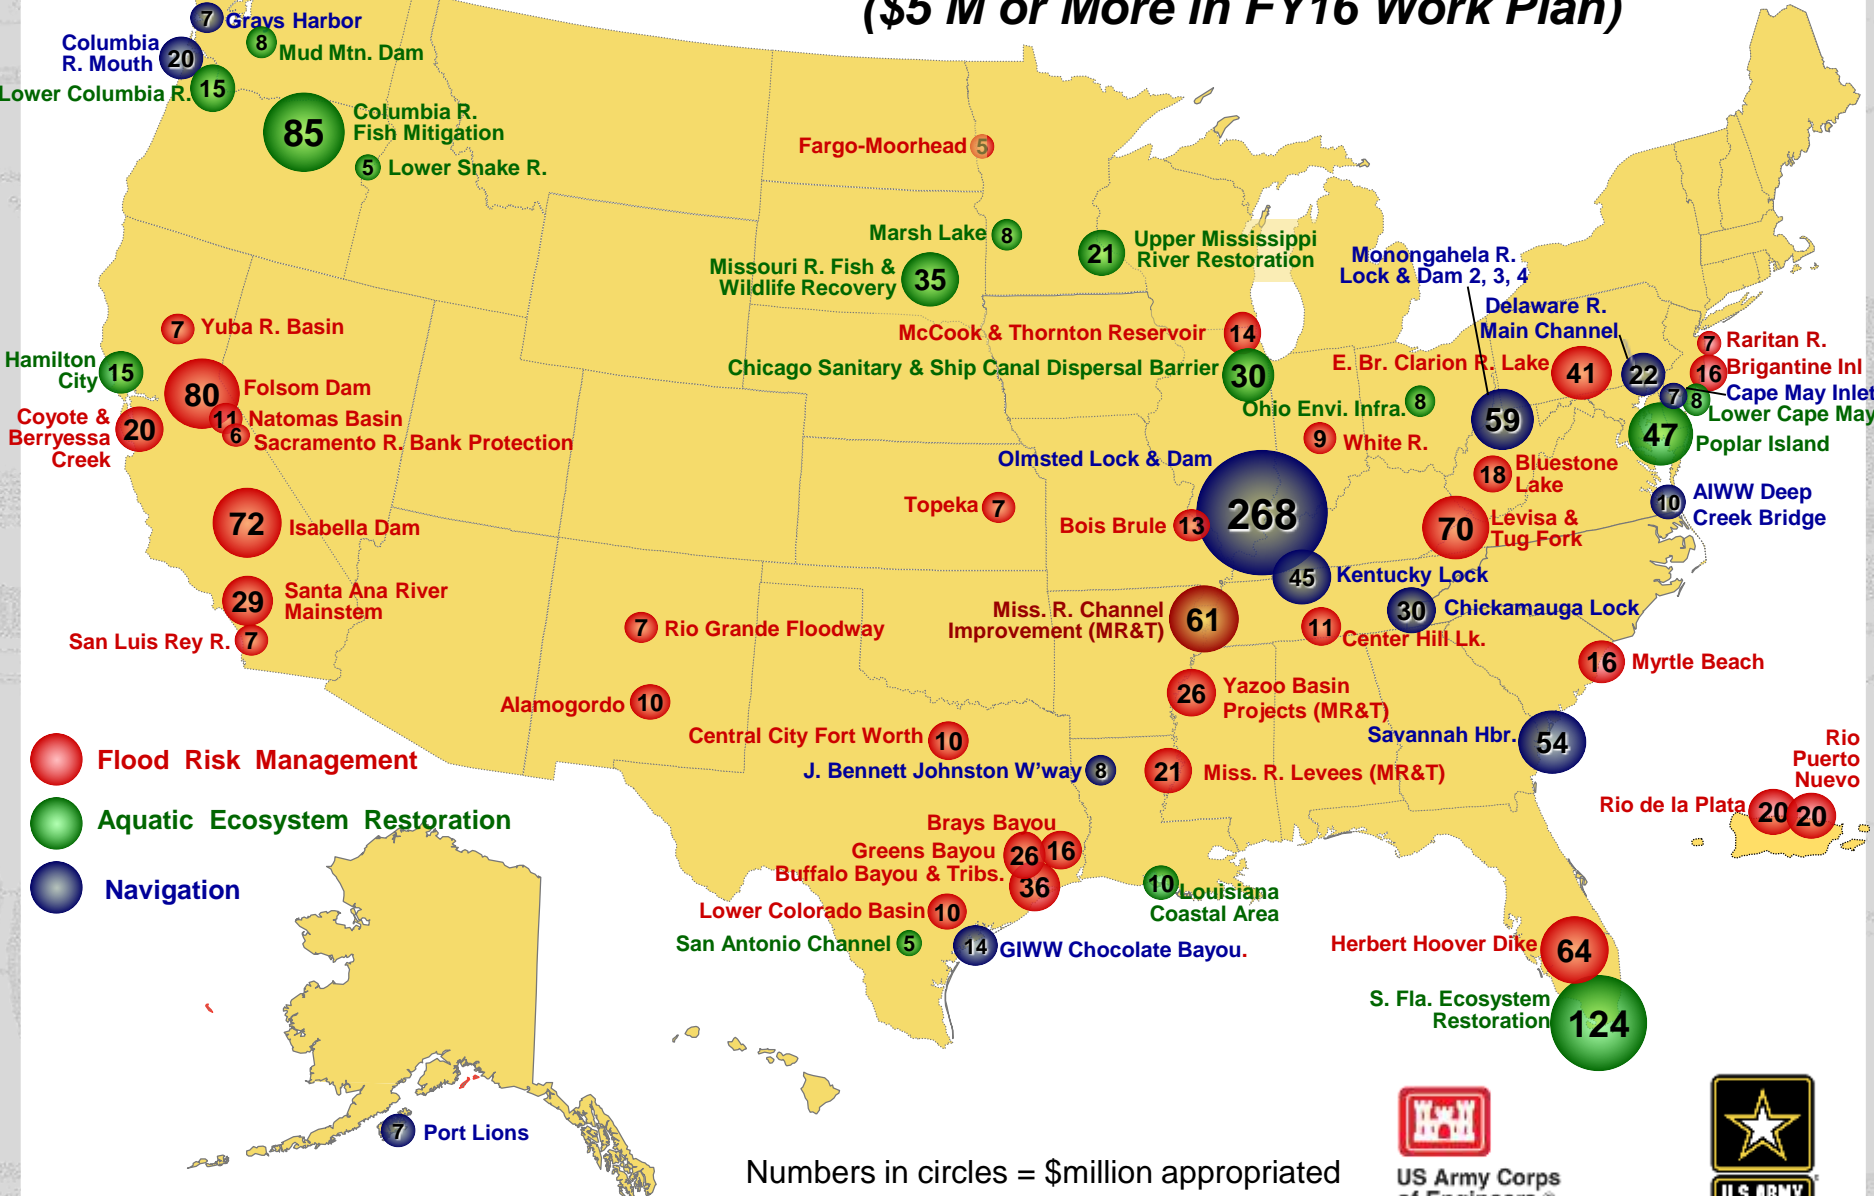 ($5 M or More in FY16 Work Plan)
7 Grays Harbor
8 Mud Mtn. Dam
Columbia
R. Mouth 20
Lower Columbia R. 15
85 Columbia R.
Fish Mitigation
5 Lower Snake R.
Fargo-Moorhead 5
Marsh Lake 8
21 Upper Mississippi
River Restoration
Missouri R. Fish &
Wildlife Recovery 35
Monongahela R.
Lock & Dam 2, 3, 4
59
Delaware R.
Main Channel
22
7 Yuba R. Basin
McCook & Thornton Reservoir 14
7 Raritan R.
Hamilton
City 15
Chicago Sanitary & Ship Canal Dispersal Barrier 30
E. Br. Clarion R. Lake 41
16 Brigantine Inl
80 Folsom Dam
7 Cape May Inlet
8 Lower Cape May
Ohio Envi. Infra. 8
11 Natomas Basin
6 Sacramento R. Bank Protection
Coyote &
Berryessa
Creek 20
9 White R.
47 Poplar Island
Olmsted Lock & Dam
268
18 Bluestone
Lake
10 AIWW Deep
Creek Bridge
Topeka 7
Bois Brule 13
72 Isabella Dam
70 Levisa &
Tug Fork
45 Kentucky Lock
29 Santa Ana River
Mainstem
San Luis Rey R. 7
7 Rio Grande Floodway
Miss. R. Channel
Improvement (MR&T) 61
30 Chickamauga Lock
11 Center Hill Lk.
16 Myrtle Beach
Alamogordo 10
26 Yazoo Basin
Projects (MR&T)
Central City Fort Worth 10
Savannah Hbr. 54
J. Bennett Johnston W'way 8
21 Miss. R. Levees (MR&T)
Rio
Puerto
Nuevo
20
Rio de la Plata 20
Flood Risk Management
Aquatic Ecosystem Restoration
Navigation
Brays Bayou
16
Greens Bayou 26
Buffalo Bayou & Tribs.
36
10 Louisiana
Coastal Area
Lower Colorado Basin 10
San Antonio Channel 5
14 GIWW Chocolate Bayou.
Herbert Hoover Dike 64
S. Fla. Ecosystem
Restoration 124
7 Port Lions
Numbers in circles = $million appropriated
US Army Corps
of Engineers ®
U.S. ARMY